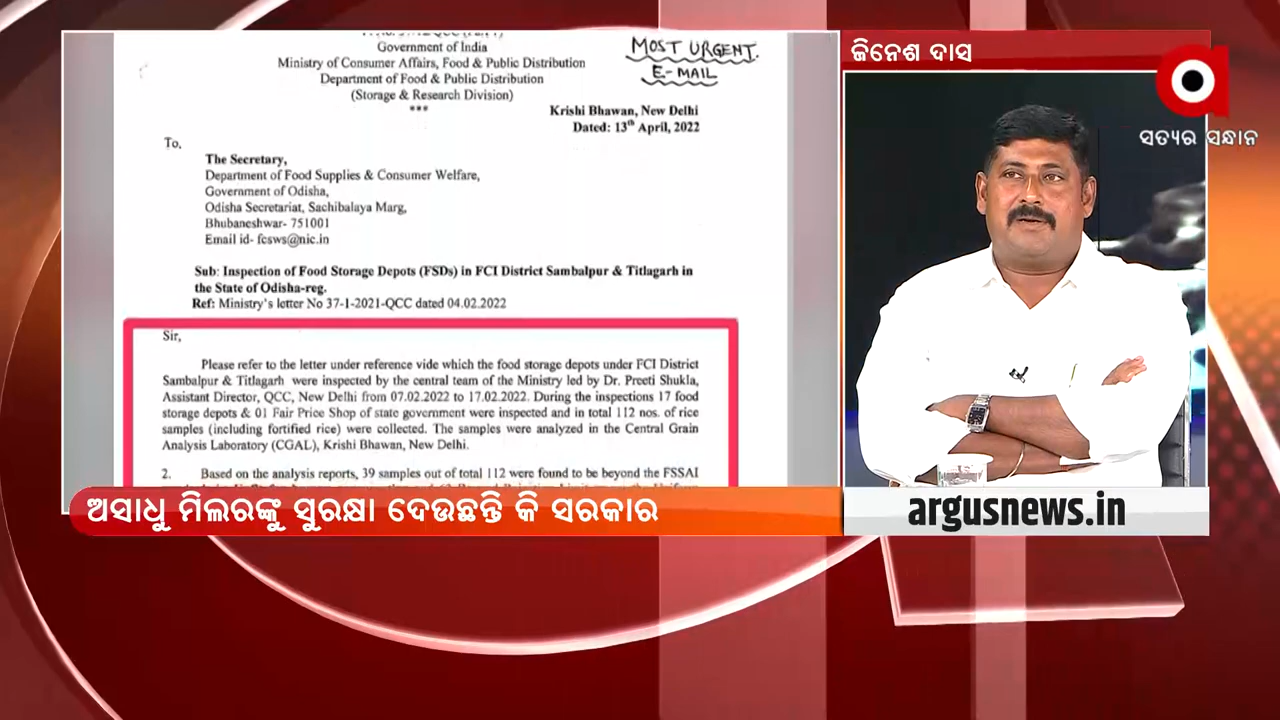 Government of India
Ministry of Consumer Affairs, Food & Public Distribution
Department of Food & Public Distribution
(Storage & Research Division)
***
MOST URGENT.
E-MAIL
Krishi Bhawan, New Delhi
Dated: 13th April, 2022
To,
The Secretary,
Department of Food Supplies & Consumer Welfare,
Government of Odisha,
Odisha Secretariat, Sachibalaya Marg,
Bhubaneshwar- 751001
Email id- fcsws@nic.in
Sub: Inspection of Food Storage Depots (FSDs) in FCI District Sambalpur & Titlagarh in
the State of Odisha-reg.
Ref: Ministry's letter No 37-1-2021-QCC dated 04.02.2022
Sir,
Please refer to the letter under reference vide which the food storage depots under FCI District
Sambalpur & Titlagarh were inspected by the central team of the Ministry led by Dr. Preeti Shukla,
Assistant Director, QCC, New Delhi from 07.02.2022 to 17.02.2022. During the inspections 17 food
storage depots & 01 Fair Price Shop of state government were inspected and in total 112 nos. of rice
samples (including fortified rice) were collected. The samples were analyzed in the Central Grain
Analysis Laboratory (CGAL), Krishi Bhawan, New Delhi.
2. Based on the analysis reports, 39 samples out of total 112 were found to be beyond the FSSAI
ଅସାଧୁ ମିଲରଙ୍କୁ ସୁରକ୍ଷା ଦେଉଛନ୍ତି କି ସରକାର
ଜିନେଶ ଦାସ
ସତ୍ୟର ସନ୍ଧାନ
argusnews.in